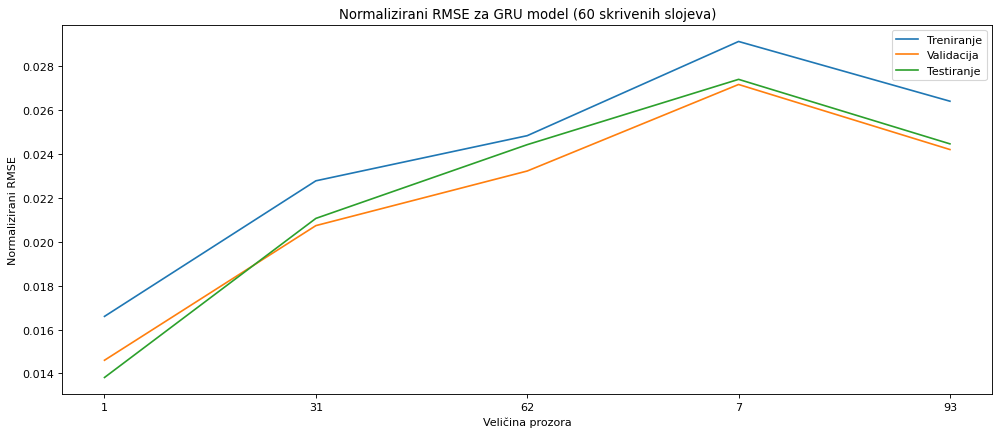 Normalizirani RMSE za GRU model (60 skrivenih slojeva)
Treniranje
Validacija
Testiranje
Normalizirani RMSE
0.028
0.026
0.024
0.022
0.020
0.018
0.016
0.014
1
31
62
7
93
Veličina prozora